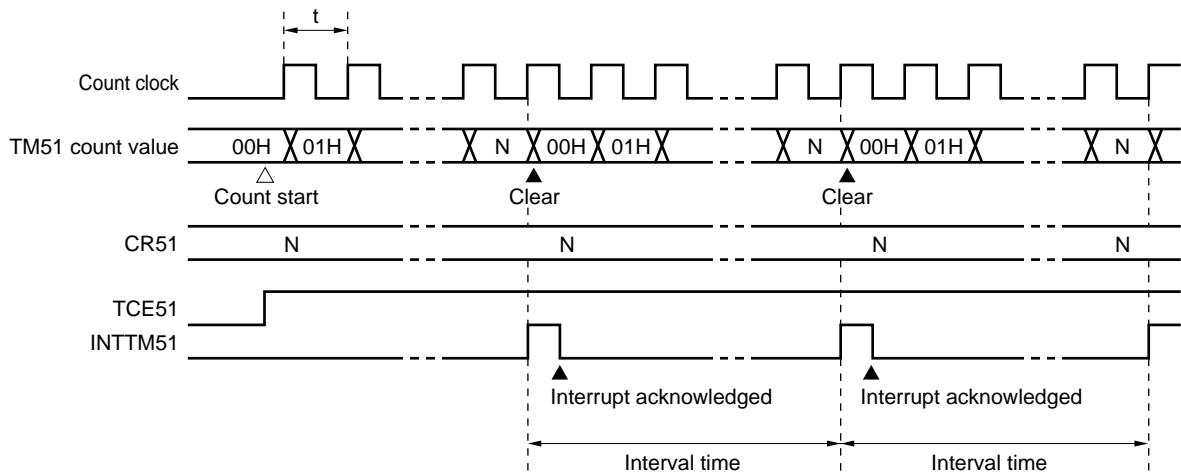 t
Count clock
TM51 count value 00H 01H N 00H 01H N 00H 01H N
Count start Clear Clear
CR51 N N N N
TCE51
INTTM51
Interrupt acknowledged Interrupt acknowledged
Interval time Interval time